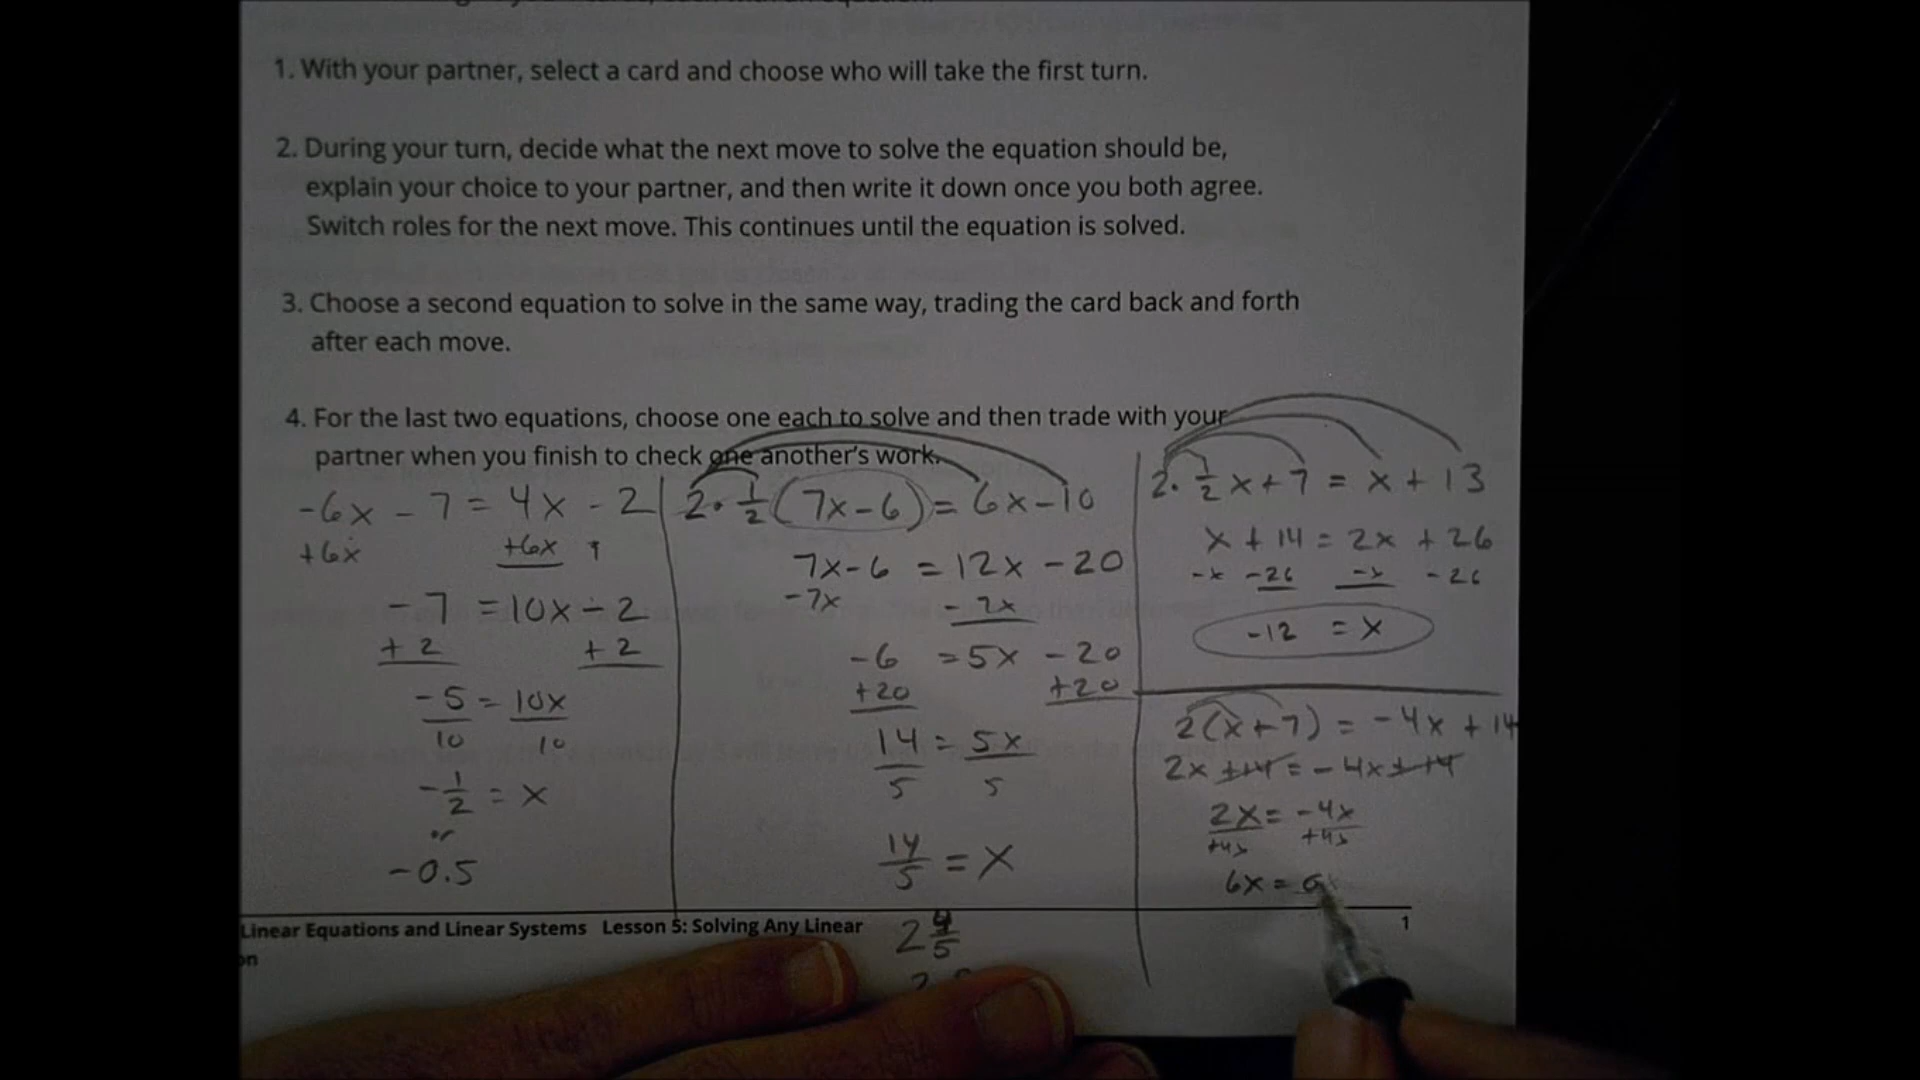 1. With your partner, select a card and choose who will take the first turn.
2. During your turn, decide what the next move to solve the equation should be,
explain your choice to your partner, and then write it down once you both agree.
Switch roles for the next move. This continues until the equation is solved.
3. Choose a second equation to solve in the same way, trading the card back and forth
after each move.
4. For the last two equations, choose one each to solve and then trade with your
partner when you finish to check one another's work.
-6x - 7 = 4x - 2
+6x +6x
-7 = 10x - 2
+2 +2
-5 = 10x
10 10
-1/2 = x
or
-0.5
2 · 1/2 (7x - 6) = 6x - 10
7x - 6 = 12x - 20
-7x -7x
-6 = 5x - 20
+20 +20
14 = 5x
5 5
14/5 = x
2 4/5
2 · 1/2 x + 7 = x + 13
x + 14 = 2x + 26
-x -26 -x -26
-12 = x
2(x + 7) = -4x + 14
2x + 14 = -4x + 14
2x = -4x
+4x +4x
6x = 0
Linear Equations and Linear Systems Lesson 5: Solving Any Linear
on
1